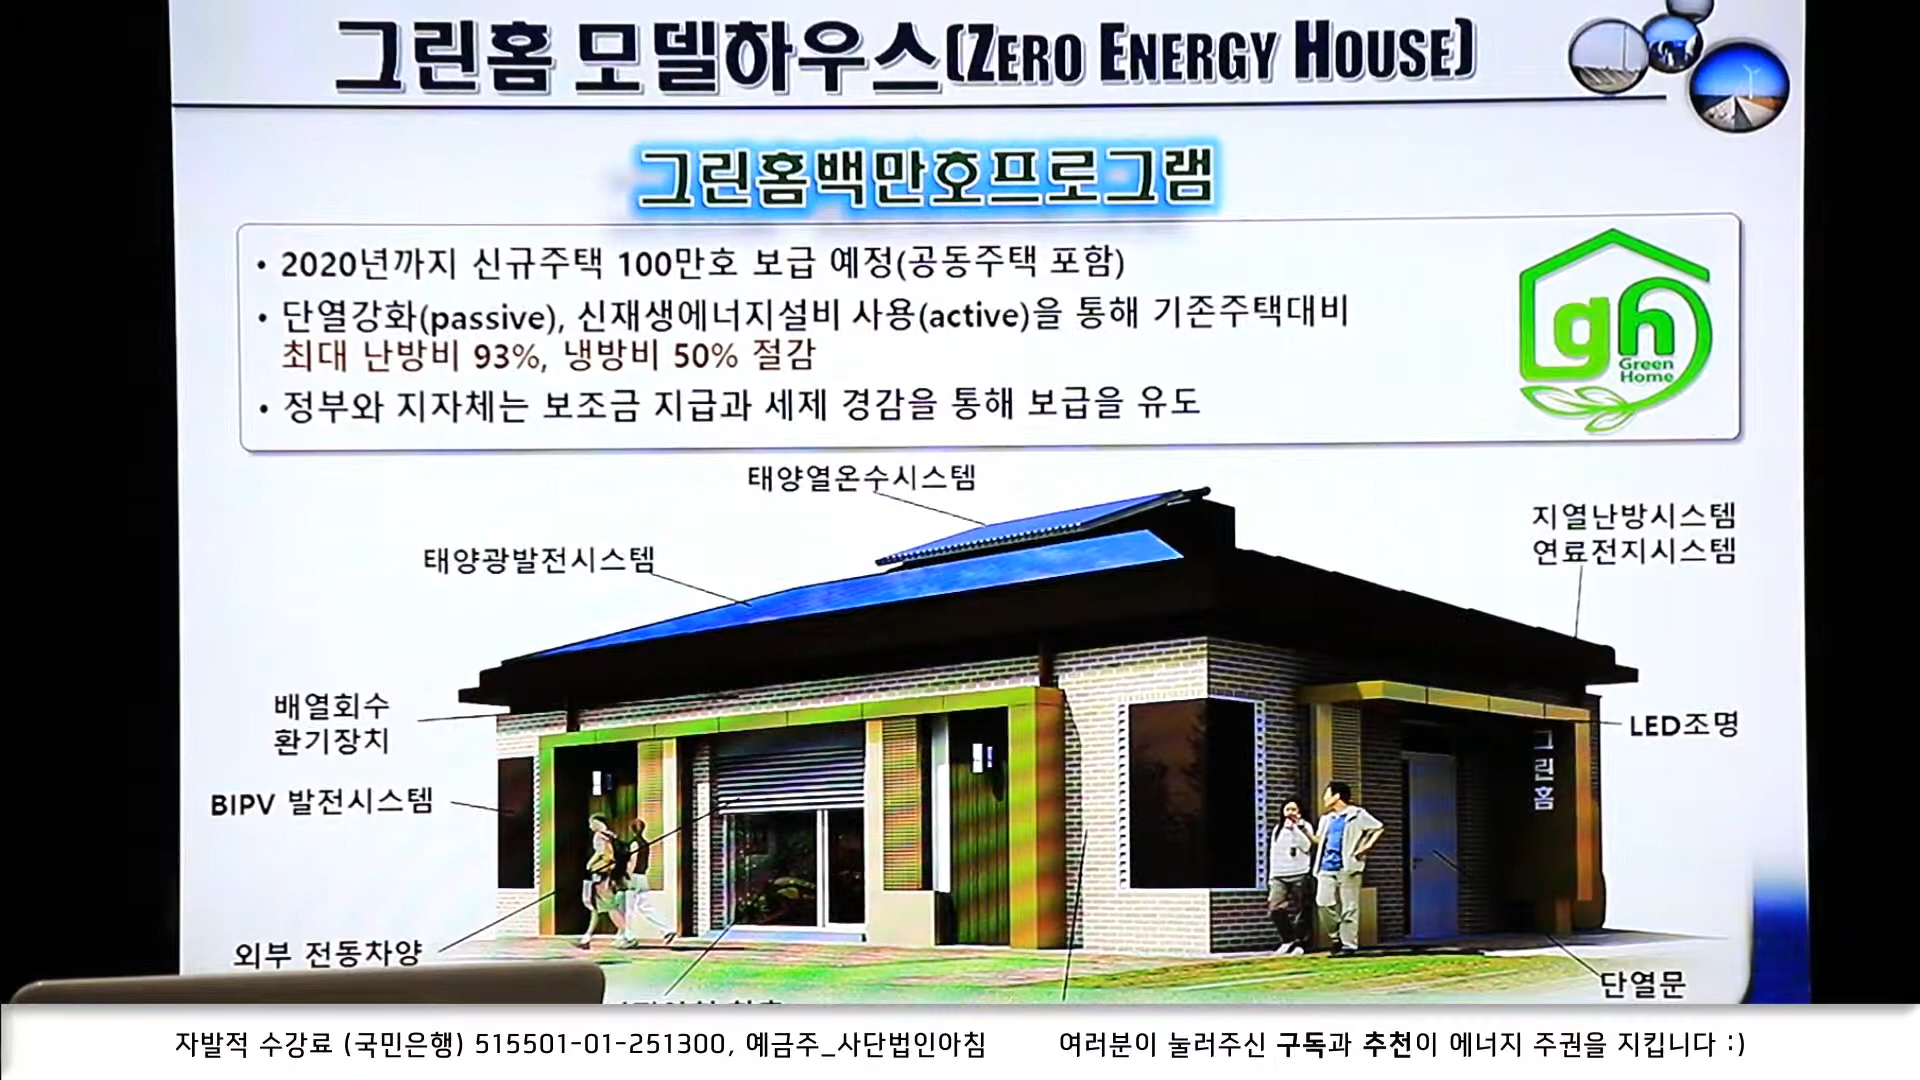 그린홈 모델하우스(ZERO ENERGY HOUSE)
그린홈백만호프로그램
• 2020년까지 신규주택 100만호 보급 예정(공동주택 포함)
• 단열강화(passive), 신재생에너지설비 사용(active)을 통해 기존주택대비
최대 난방비 93%, 냉방비 50% 절감
• 정부와 지자체는 보조금 지급과 세제 경감을 통해 보급을 유도
gh
Green
Home
태양열온수시스템
태양광발전시스템
지열난방시스템
연료전지시스템
배열회수
환기장치
LED조명
BIPV 발전시스템
그린홈
외부 전동차양
단열문
자발적 수강료 (국민은행) 515501-01-251300, 예금주_사단법인아침
여러분이 눌러주신 구독과 추천이 에너지 주권을 지킵니다 :)